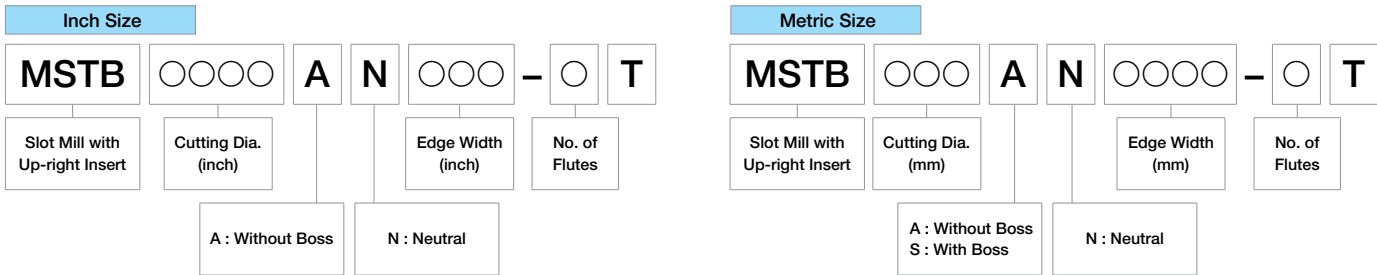 Inch Size
MSTB ○○○○ A N ○○○ – ○ T
Slot Mill with
Up-right Insert
Cutting Dia.
(inch)
Edge Width
(inch)
No. of
Flutes
A : Without Boss
N : Neutral
Metric Size
MSTB ○○○ A N ○○○○ – ○ T
Slot Mill with
Up-right Insert
Cutting Dia.
(mm)
Edge Width
(mm)
No. of
Flutes
A : Without Boss
S : With Boss
N : Neutral